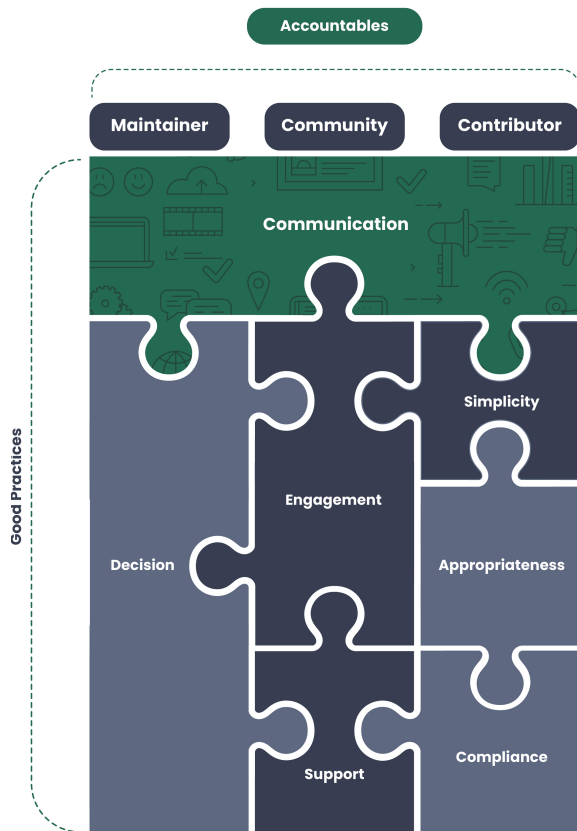 Accountables
Maintainer
Community
Contributor
Communication
Simplicity
Engagement
Decision
Appropriateness
Compliance
Support
Good Practices